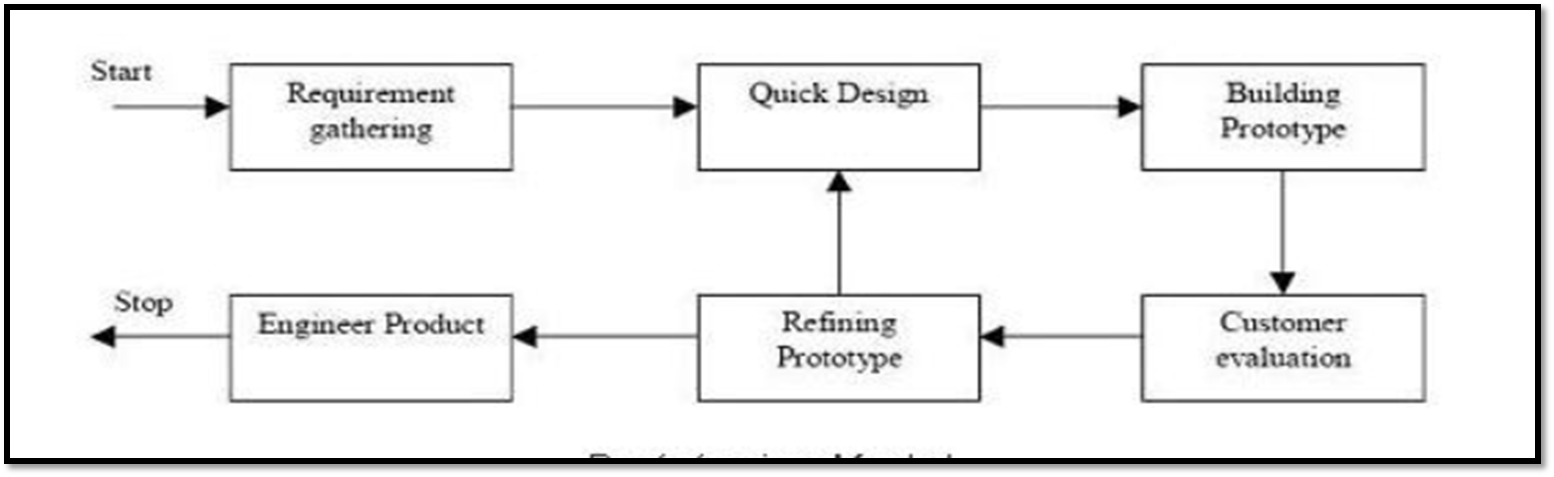 Start
Requirement
gathering
Quick Design
Building
Prototype
Stop
Engineer Product
Refining
Prototype
Customer
evaluation